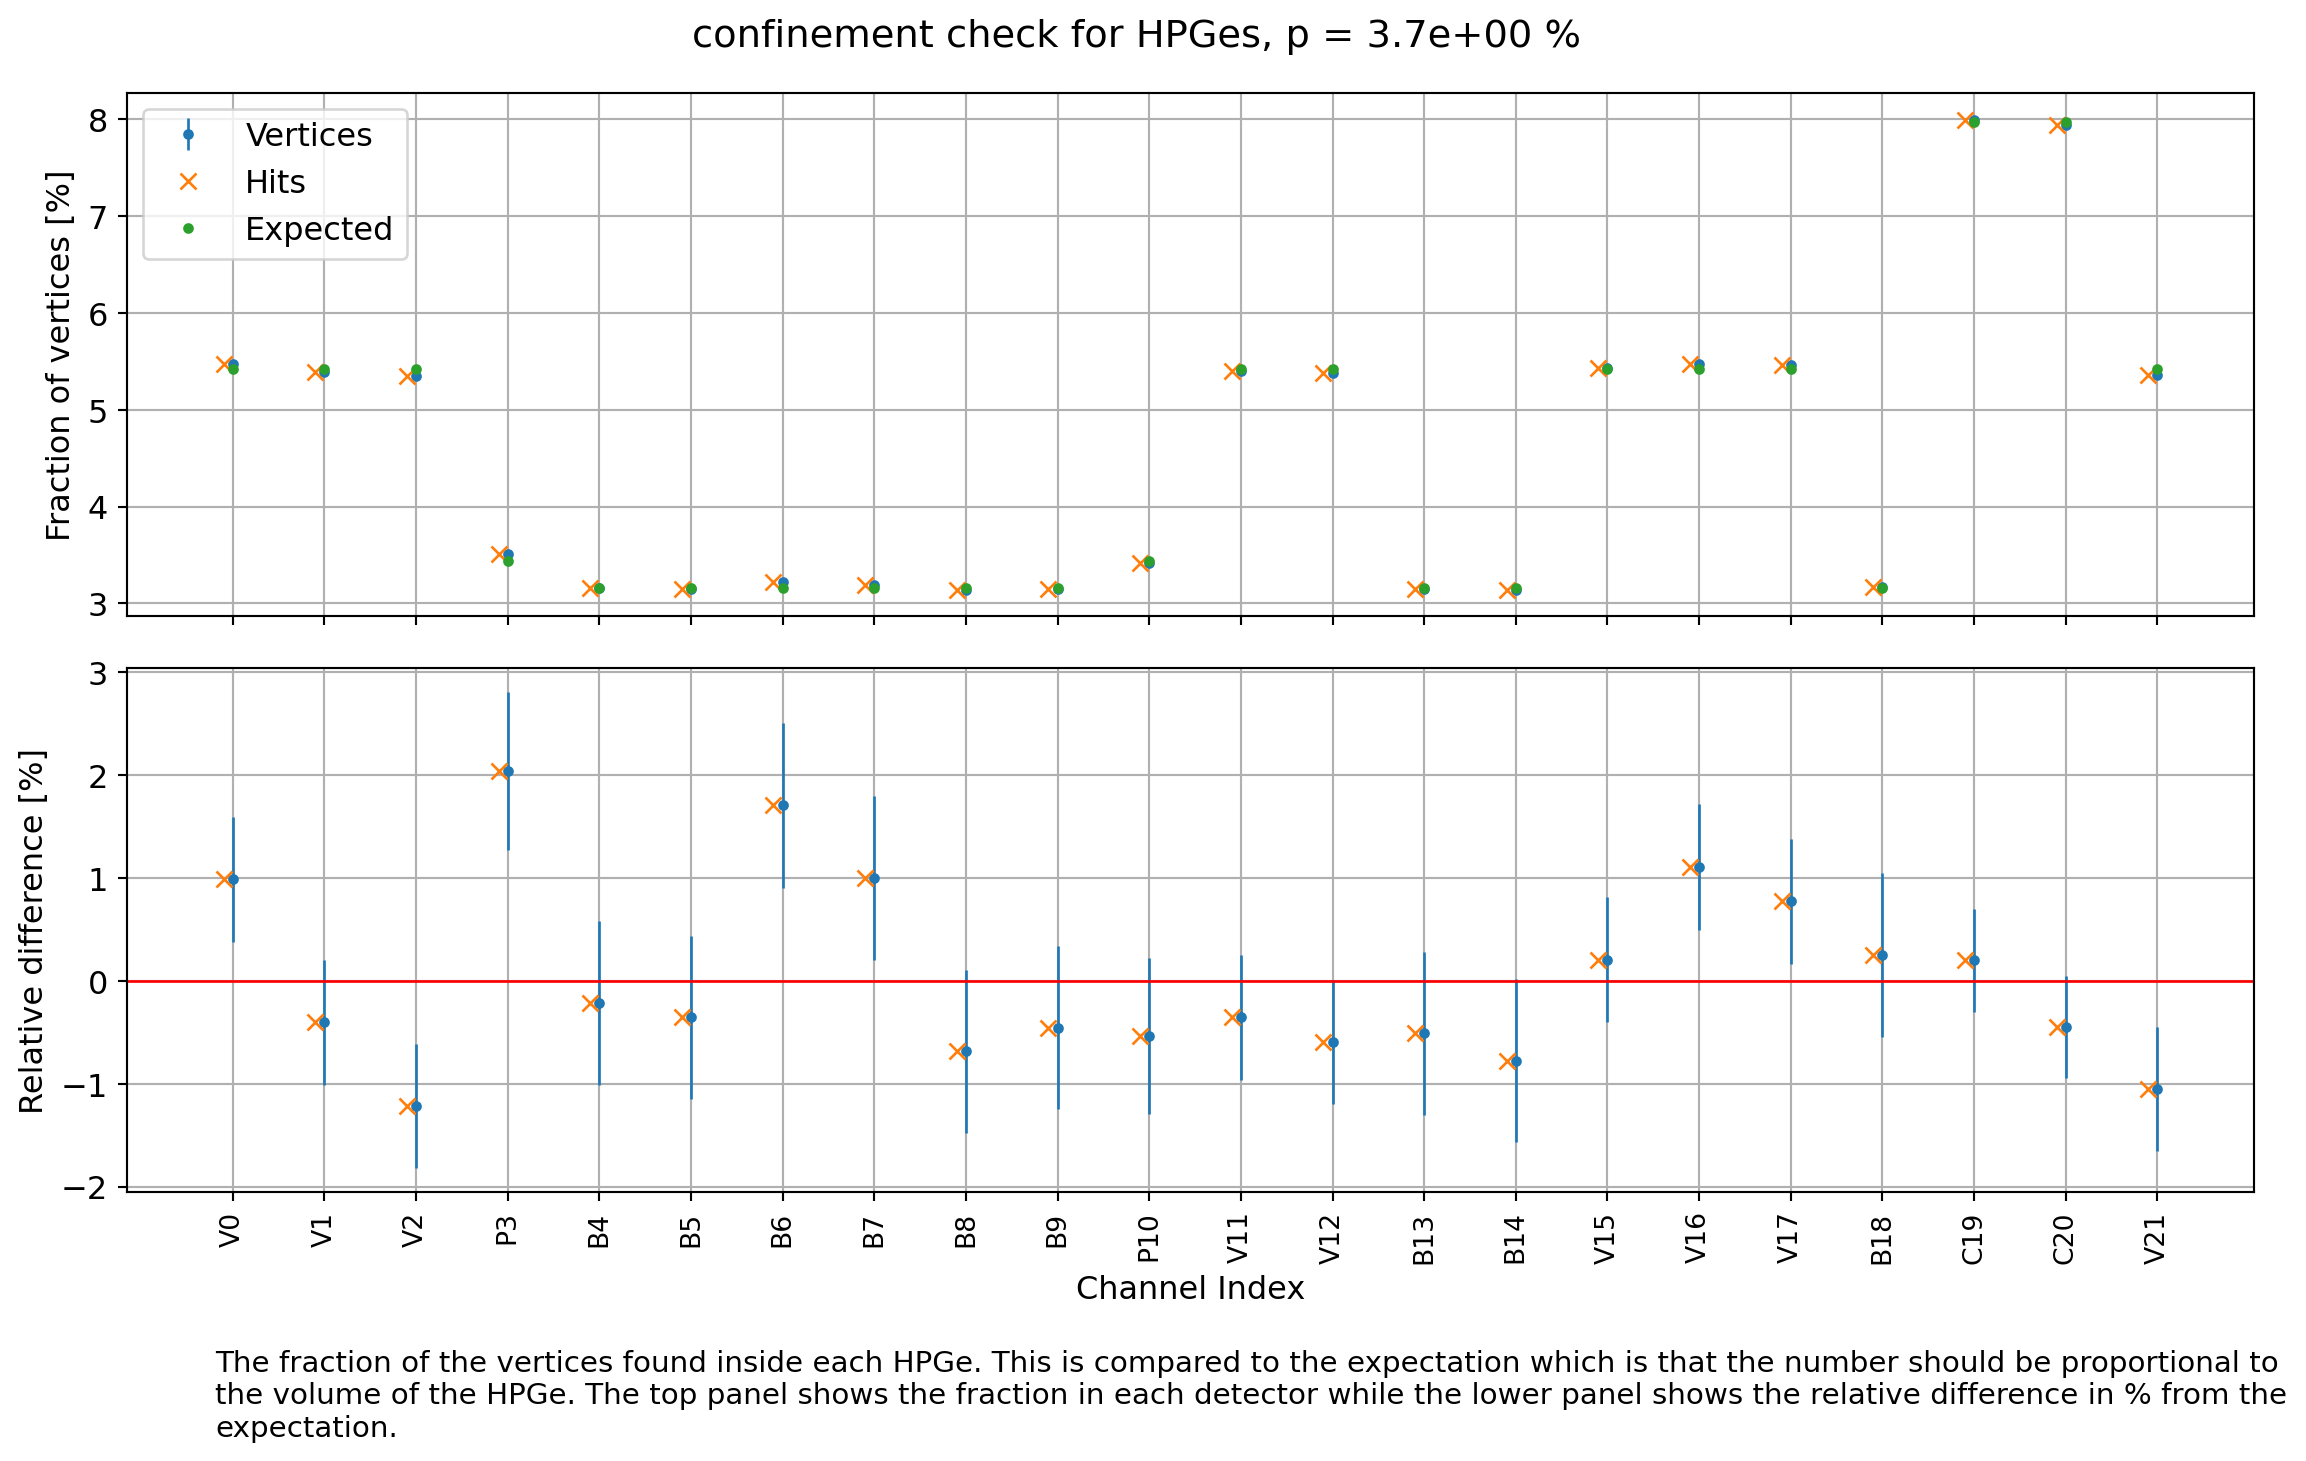 confinement check for HPGes, p = 3.7e+00 %
Fraction of vertices [%]
8
7
6
5
4
3
Vertices
Hits
Expected
Relative difference [%]
3
2
1
0
−1
−2
V0 V1 V2 P3 B4 B5 B6 B7 B8 B9 P10 V11 V12 B13 B14 V15 V16 V17 B18 C19 C20 V21
Channel Index
The fraction of the vertices found inside each HPGe. This is compared to the expectation which is that the number should be proportional to
the volume of the HPGe. The top panel shows the fraction in each detector while the lower panel shows the relative difference in % from the
expectation.